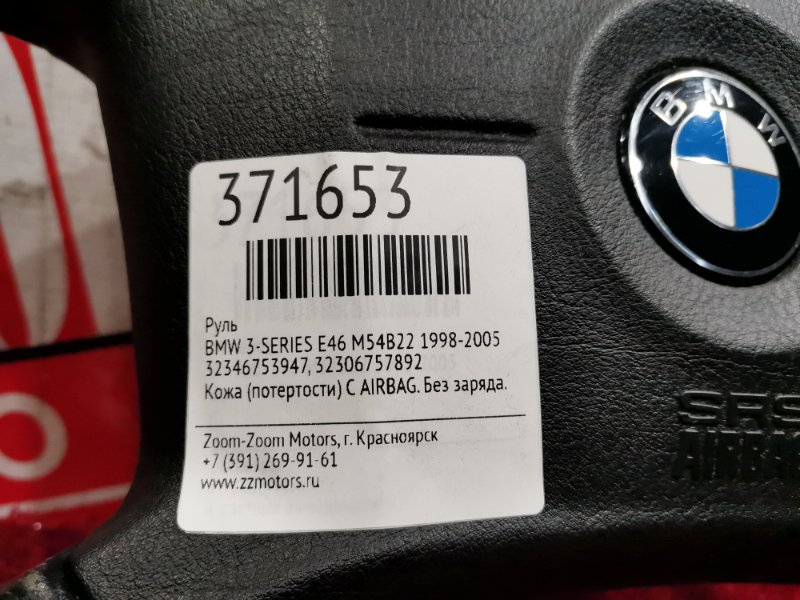 371653
BMW
Руль
BMW 3-SERIES E46 M54B22 1998-2005
32346753947, 32306757892
Кожа (потертости) С AIRBAG. Без заряда.
SRS
AIRBAG
Zoom-Zoom Motors, г. Красноярск
+7 (391) 269-91-61
www.zzmotors.ru